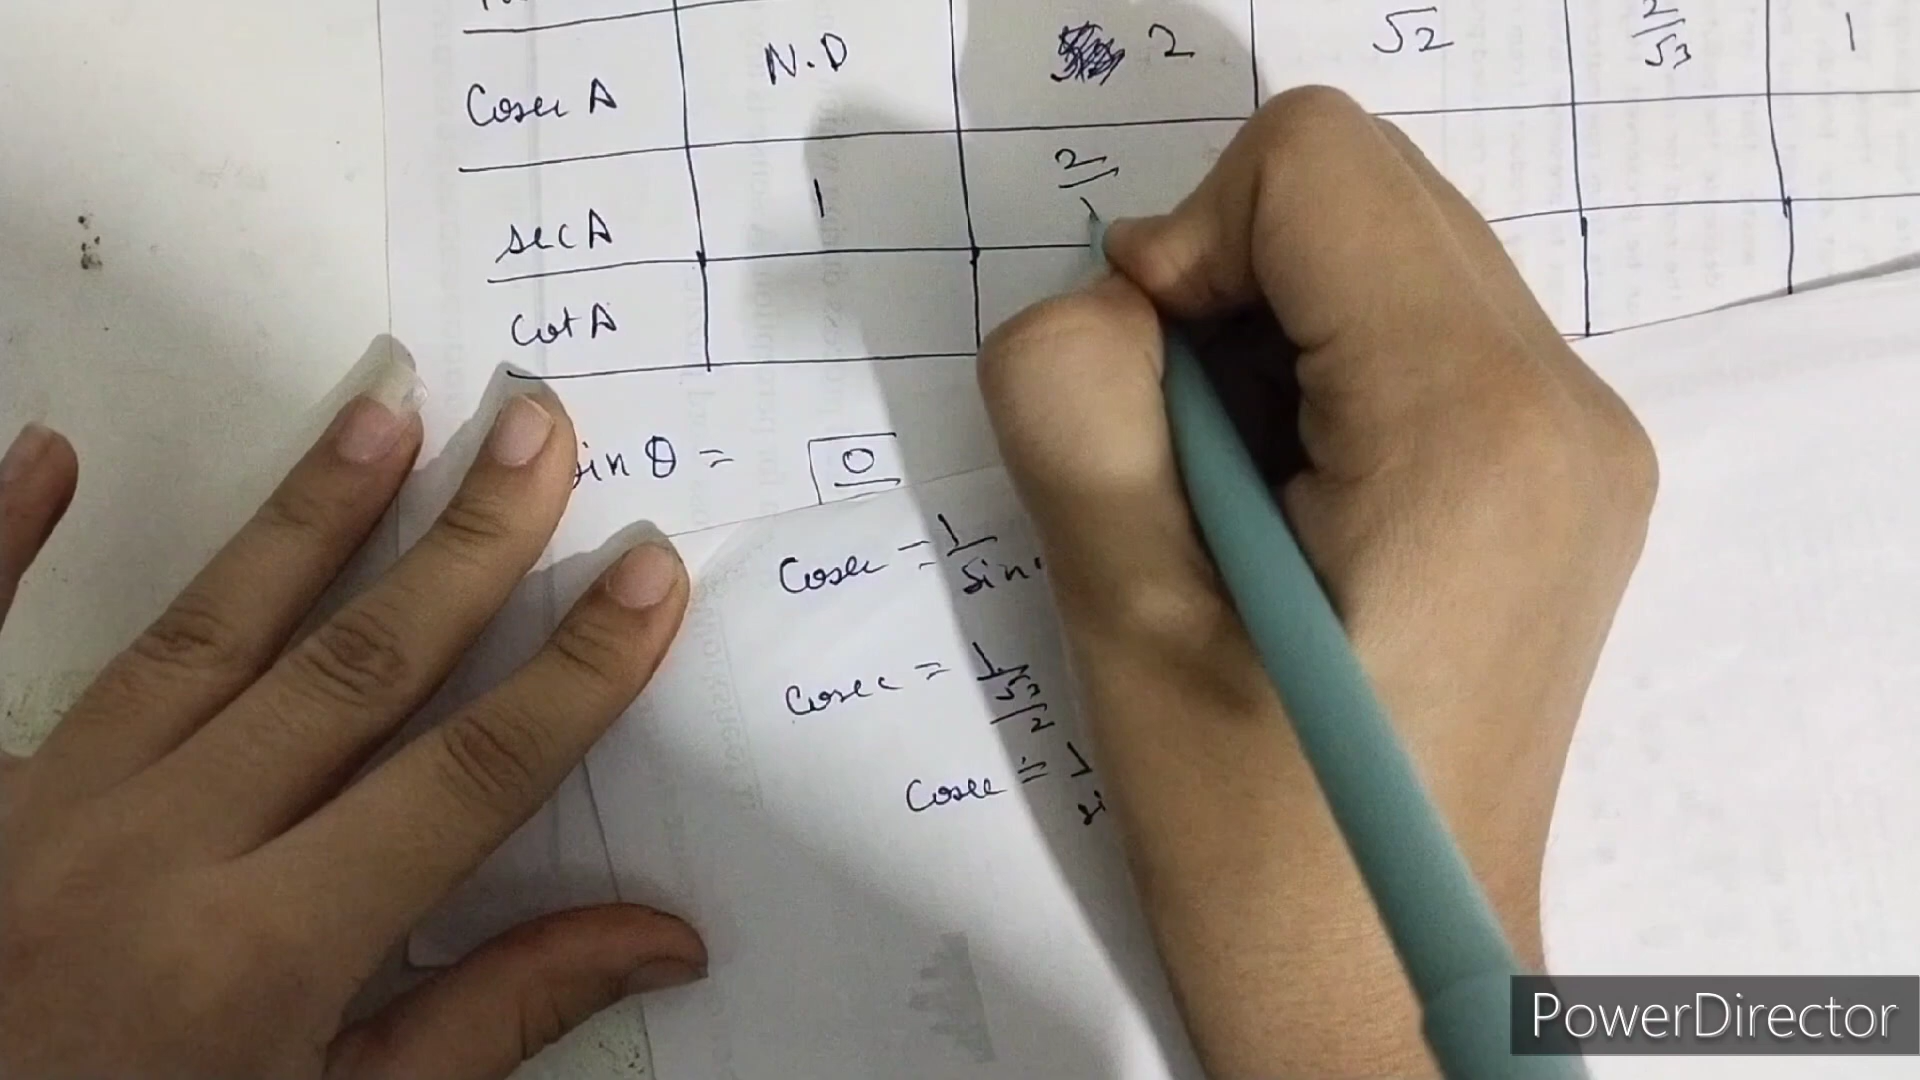 Cosec A N.D 2 √2 2/√3 1
sec A 1 2/
Cot A
sin θ = 0
Cosec = 1/sin
Cosec = 1/√3/2
Cosec = 1/si
PowerDirector